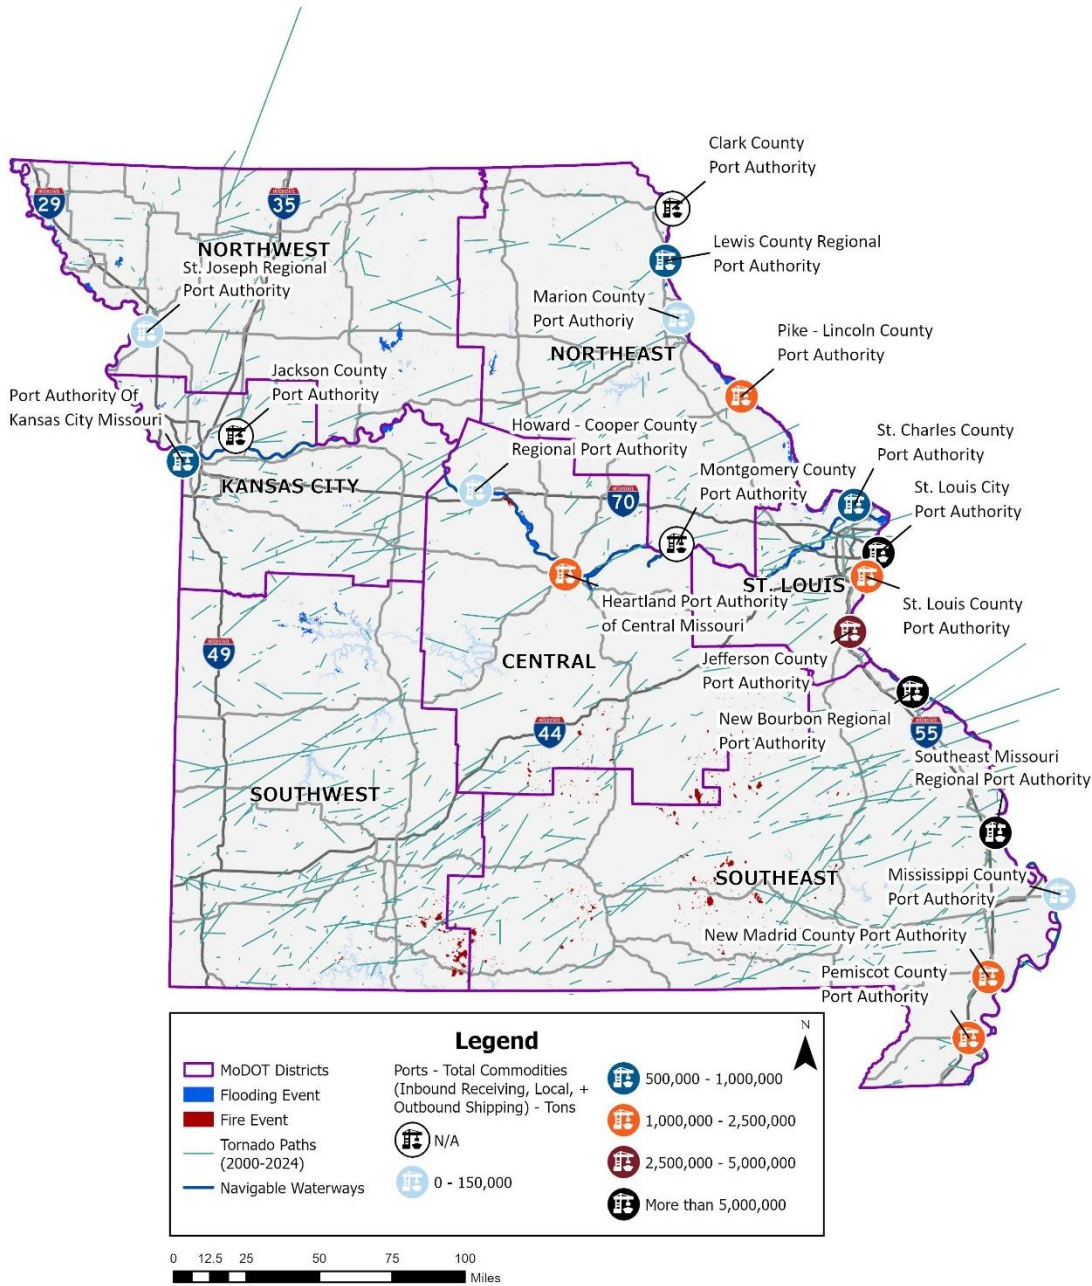 Clark County
Port Authority
INTERSTATE
29
INTERSTATE
35
Lewis County Regional
Port Authority
NORTHWEST
St. Joseph Regional
Port Authority
Marion County
Port Authoriy
NORTHEAST
Pike - Lincoln County
Port Authority
Jackson County
Port Authority
Port Authority Of
Kansas City Missouri
Howard - Cooper County
Regional Port Authority
St. Charles County
Port Authority
Montgomery County
Port Authority
St. Louis City
Port Authority
KANSAS CITY
INTERSTATE
70
ST. LOUIS
Heartland Port Authority
of Central Missouri
St. Louis County
Port Authority
INTERSTATE
49
CENTRAL
Jefferson County
Port Authority
New Bourbon Regional
Port Authority
INTERSTATE
44
INTERSTATE
55
Southeast Missouri
Regional Port Authority
SOUTHWEST
SOUTHEAST
Mississippi County
Port Authority
New Madrid County Port Authority
Pemiscot County
Port Authority
Legend
N
MoDOT Districts
Flooding Event
Fire Event
Tornado Paths
(2000-2024)
Navigable Waterways
Ports - Total Commodities
(Inbound Receiving, Local, +
Outbound Shipping) - Tons
N/A
0 - 150,000
500,000 - 1,000,000
1,000,000 - 2,500,000
2,500,000 - 5,000,000
More than 5,000,000
0 12.5 25 50 75 100
Miles